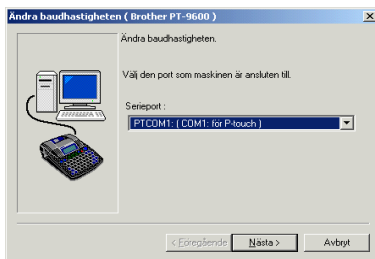 Ändra baudhastigheten ( Brother PT-9600 )
Ändra baudhastigheten.
Välj den port som maskinen är ansluten till.
Serieport :
PTCOM1: ( COM1: för P-touch )
< Föregående
Nästa >
Avbryt